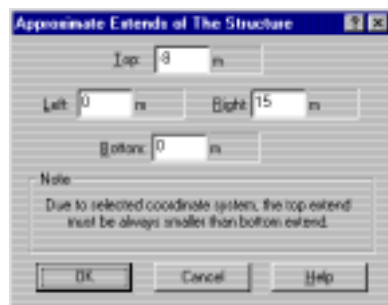 Approximate Extends of The Structure
Top: -9 m
Left: 0 m Right: 15 m
Bottom: 0 m
Note
Due to selected coordinate system, the top extend
must be always smaller than bottom extend.
OK Cancel Help